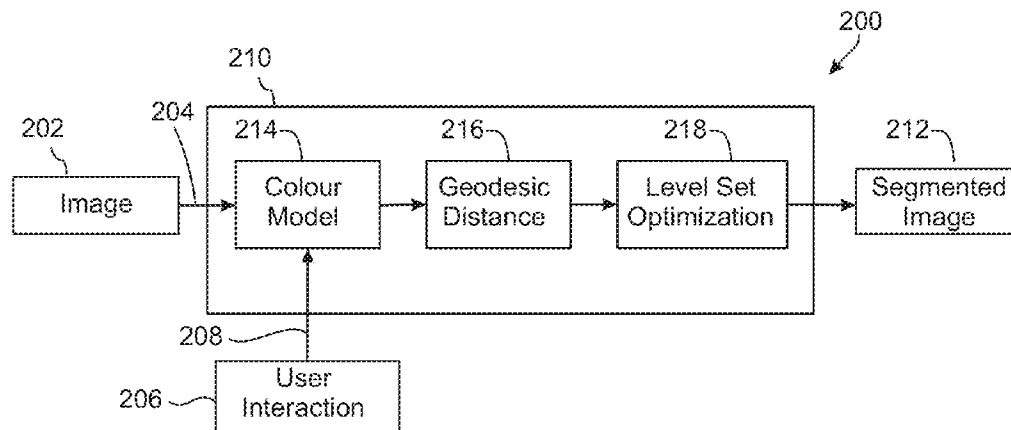 200
210
202
204
214
216
218
212
Image
Colour
Model
Geodesic
Distance
Level Set
Optimization
Segmented
Image
208
206
User
Interaction